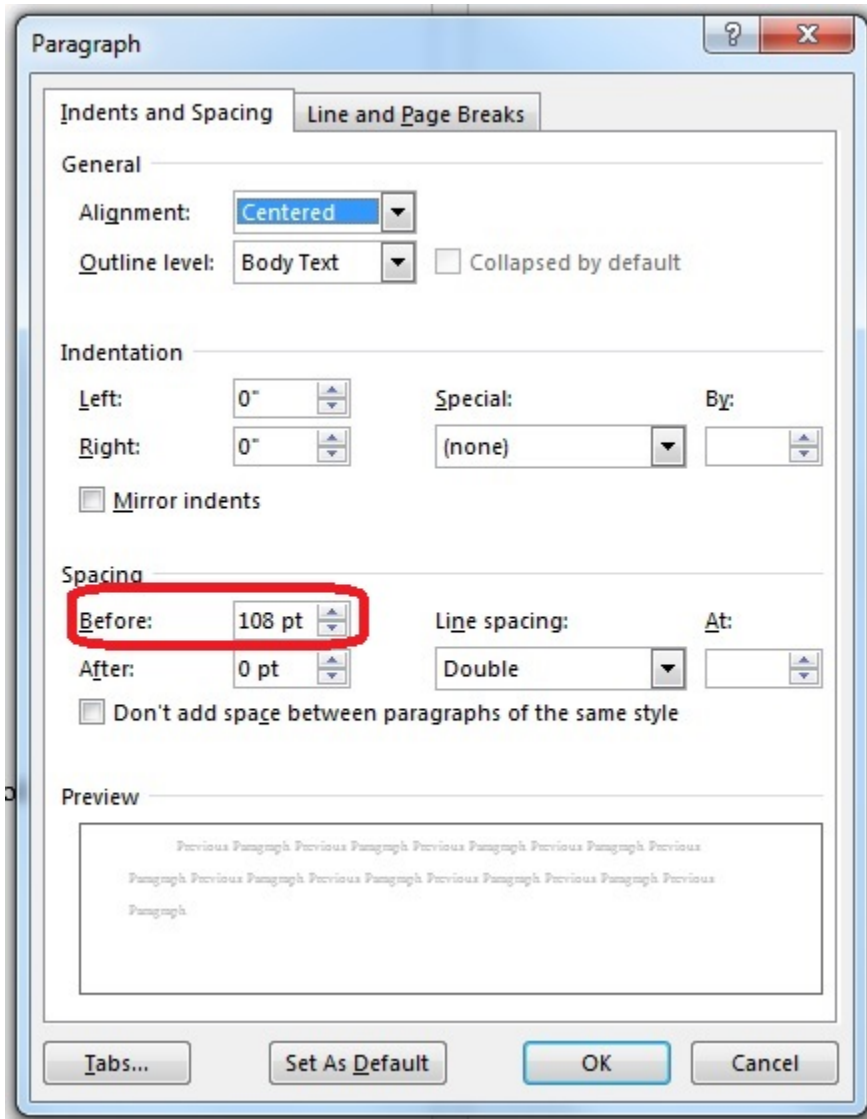 Paragraph
Indents and Spacing
Line and Page Breaks
General
Alignment: Centered
Outline level: Body Text Collapsed by default
Indentation
Left: 0" Special: By:
Right: 0" (none)
Mirror indents
Spacing
Before: 108 pt Line spacing: At:
After: 0 pt Double
Don't add space between paragraphs of the same style
Preview
Previous Paragraph Previous Paragraph Previous Paragraph Previous Paragraph Previous
Paragraph Previous Paragraph Previous Paragraph Previous Paragraph Previous Paragraph Previous
Paragraph
Tabs... Set As Default OK Cancel